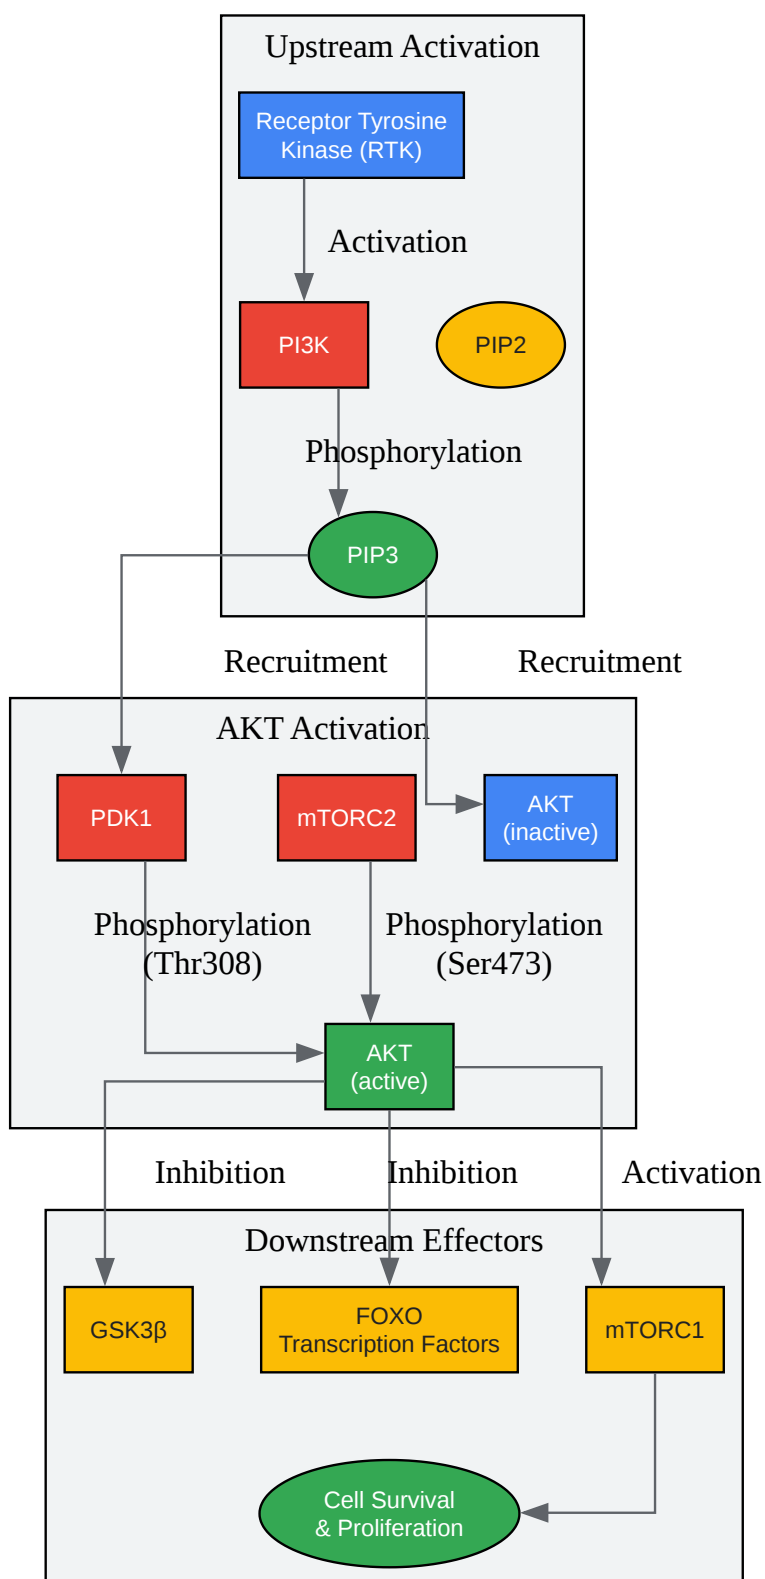 Upstream Activation
Receptor Tyrosine
Kinase (RTK)
Activation
PI3K
PIP2
Phosphorylation
PIP3
Recruitment
Recruitment
AKT Activation
PDK1
mTORC2
AKT
(inactive)
Phosphorylation
(Thr308)
Phosphorylation
(Ser473)
AKT
(active)
Inhibition
Inhibition
Activation
Downstream Effectors
GSK3β
FOXO
Transcription Factors
mTORC1
Cell Survival
& Proliferation